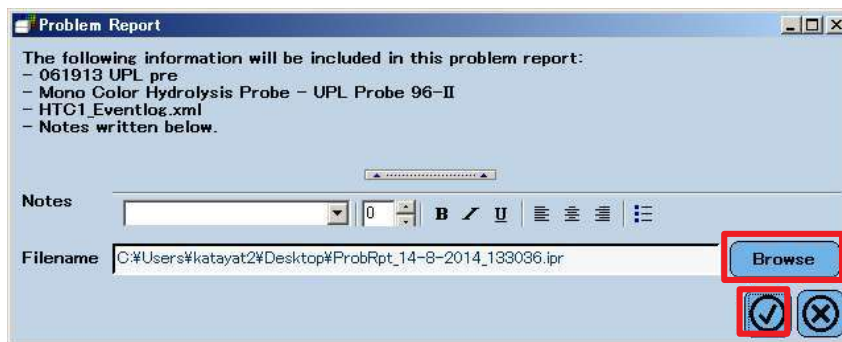 Problem Report
The following information will be included in this problem report:
- 061913 UPL pre
- Mono Color Hydrolysis Probe - UPL Probe 96-II
- HTC1_Eventlog.xml
- Notes written below.
Notes
0 B I U
Filename C:¥Users¥katayat2¥Desktop¥ProbRpt_14-8-2014_133036.ipr Browse